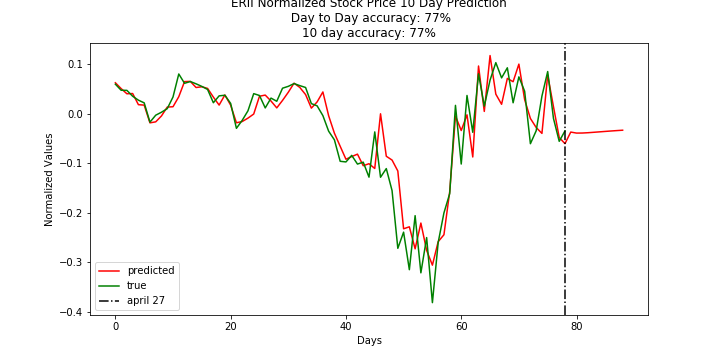 ERII Normalized Stock Price 10 Day Prediction
Day to Day accuracy: 77%
10 day accuracy: 77%
Normalized Values
0.1
0.0
−0.1
−0.2
−0.3
−0.4
predicted
true
april 27
0 20 40 60 80
Days